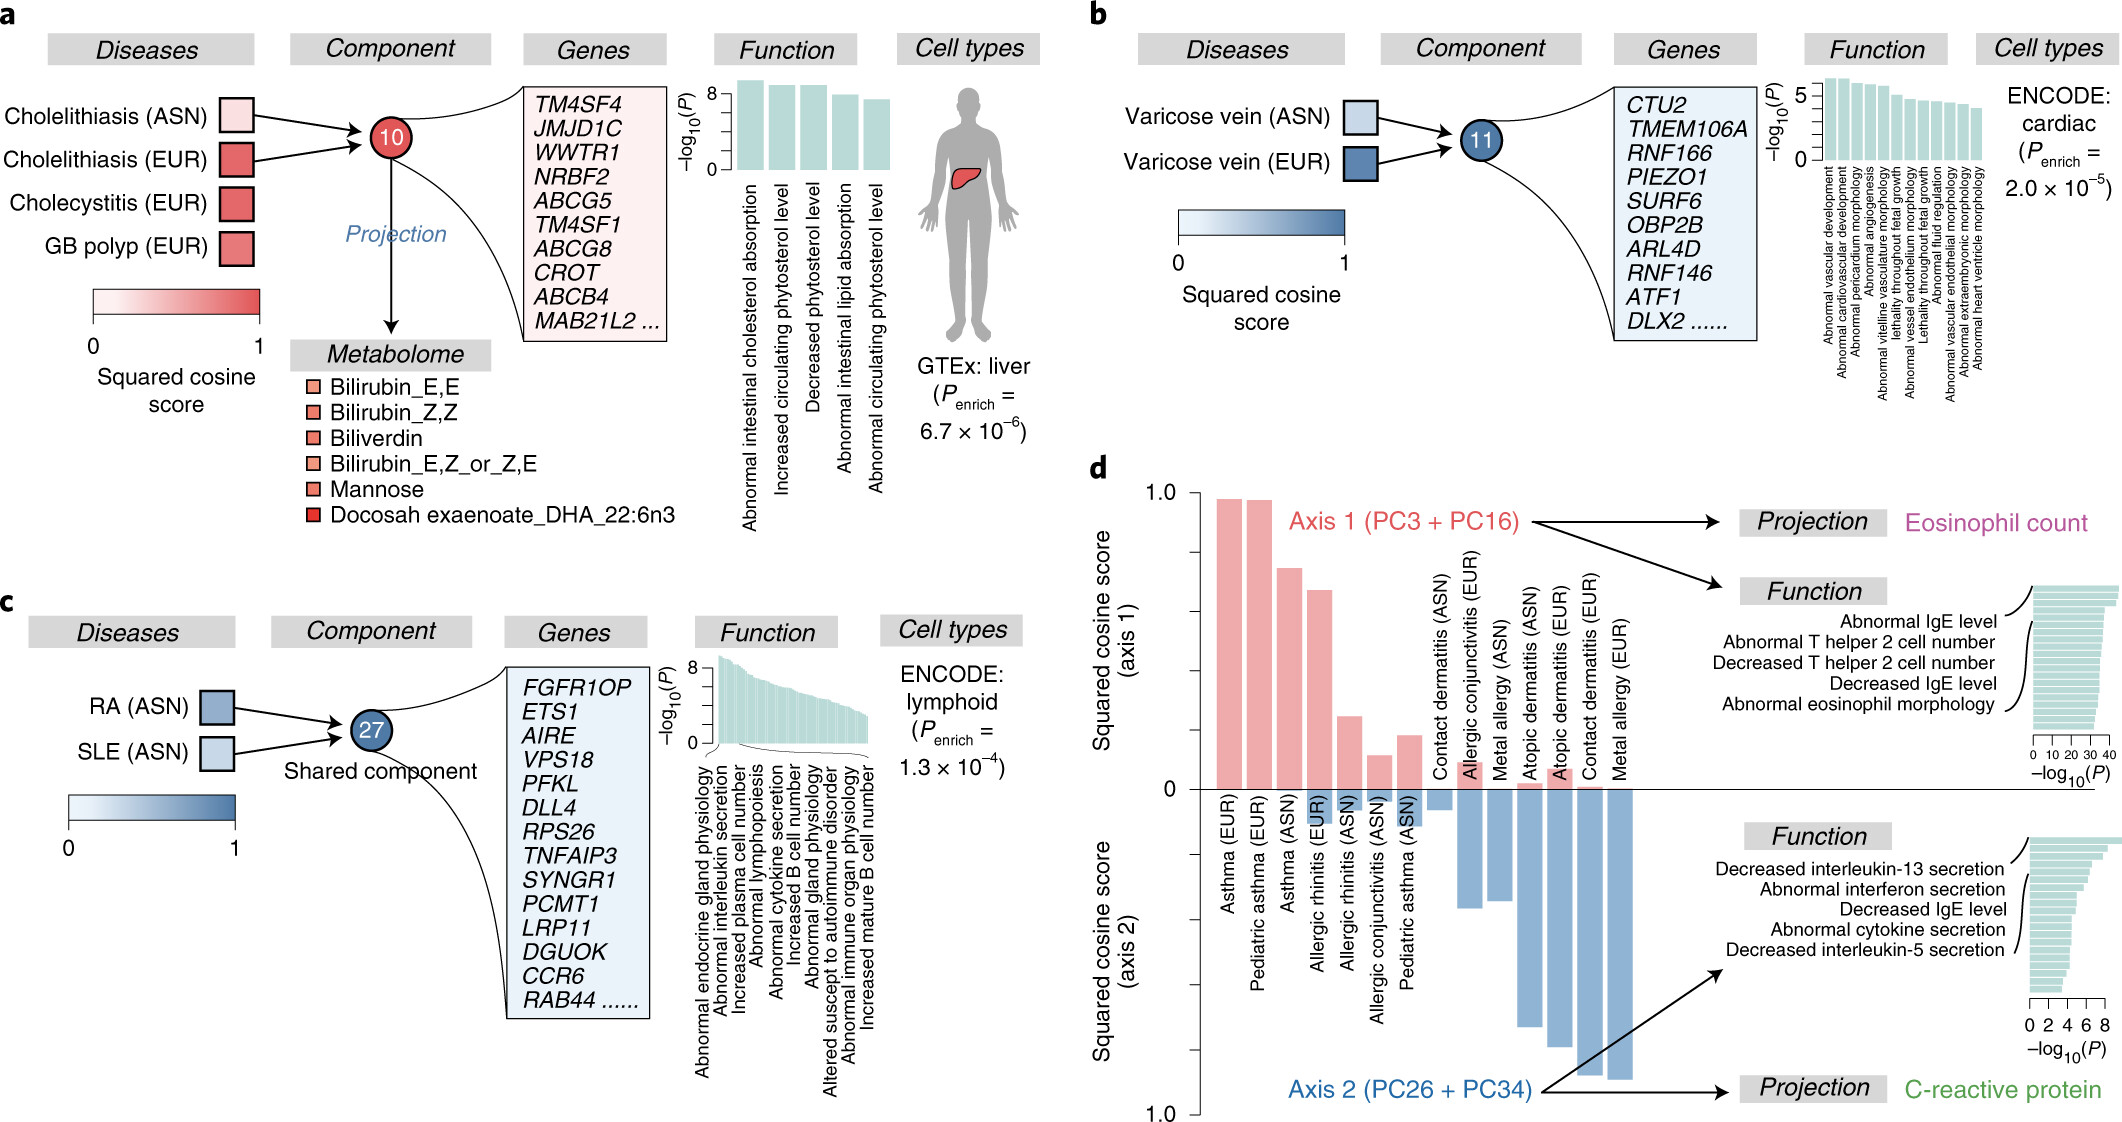 a
Diseases
Component
Genes
Function
Cell types
Cholelithiasis (ASN)
Cholelithiasis (EUR)
Cholecystitis (EUR)
GB polyp (EUR)
0
1
Squared cosine
score
10
Projection
Metabolome
Bilirubin_E,E
Bilirubin_Z,Z
Biliverdin
Bilirubin_E,Z_or_Z,E
Mannose
Docosah exaenoate_DHA_22:6n3
TM4SF4
JMJD1C
WWTR1
NRBF2
ABCG5
TM4SF1
ABCG8
CROT
ABCB4
MAB21L2 ...
–log10(P)
8
0
Abnormal intestinal cholesterol absorption
Increased circulating phytosterol level
Decreased phytosterol level
Abnormal intestinal lipid absorption
Abnormal circulating phytosterol level
GTEx: liver
(Penrich =
6.7 × 10–6)
b
Diseases
Component
Genes
Function
Cell types
Varicose vein (ASN)
Varicose vein (EUR)
0
1
Squared cosine
score
11
CTU2
TMEM106A
RNF166
PIEZO1
SURF6
OBP2B
ARL4D
RNF146
ATF1
DLX2 ......
–log10(P)
5
0
Abnormal vascular development
Abnormal cardiovascular development
Abnormal pericardium morphology
Abnormal angiogenesis
Abnormal vitelline vasculature morphology
lethality throughout fetal growth
Abnormal vessel endothelium morphology
Lethality throughout fetal growth
Abnormal fluid regulation
Abnormal vascular endothelial morphology
Abnormal extraembryonic morphology
Abnormal heart ventricle morphology
ENCODE:
cardiac
(Penrich =
2.0 × 10–5)
c
Diseases
Component
Genes
Function
Cell types
RA (ASN)
SLE (ASN)
0
1
27
Shared component
FGFR1OP
ETS1
AIRE
VPS18
PFKL
DLL4
RPS26
TNFAIP3
SYNGR1
PCMT1
LRP11
DGUOK
CCR6
RAB44 ......
–log10(P)
8
0
Abnormal endocrine gland physiology
Abnormal interleukin secretion
Increased plasma cell number
Abnormal lymphopoiesis
Abnormal cytokine secretion
Increased B cell number
Abnormal gland physiology
Altered suscept to autoimmune disorder
Abnormal immune organ physiology
Increased mature B cell number
ENCODE:
lymphoid
(Penrich =
1.3 × 10–4)
d
Squared cosine score
(axis 1)
Squared cosine score
(axis 2)
1.0
0
1.0
Axis 1 (PC3 + PC16)
Axis 2 (PC26 + PC34)
Asthma (EUR)
Pediatric asthma (EUR)
Asthma (ASN)
Allergic rhinitis (EUR)
Allergic rhinitis (ASN)
Allergic conjunctivitis (ASN)
Pediatric asthma (ASN)
Contact dermatitis (ASN)
Allergic conjunctivitis (EUR)
Metal allergy (ASN)
Atopic dermatitis (ASN)
Atopic dermatitis (EUR)
Contact dermatitis (EUR)
Metal allergy (EUR)
Projection
Eosinophil count
Function
Abnormal IgE level
Abnormal T helper 2 cell number
Decreased T helper 2 cell number
Decreased IgE level
Abnormal eosinophil morphology
0 10 20 30 40
–log10(P)
Function
Decreased interleukin-13 secretion
Abnormal interferon secretion
Decreased IgE level
Abnormal cytokine secretion
Decreased interleukin-5 secretion
0 2 4 6 8
–log10(P)
Projection
C-reactive protein